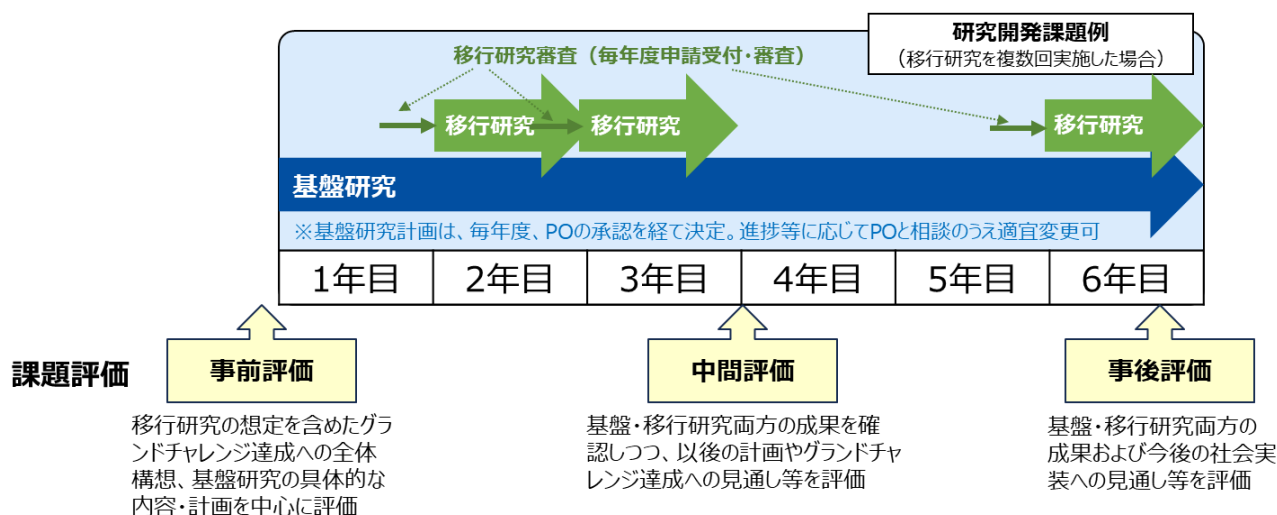 研究開発課題例
(移行研究を複数回実施した場合)
移行研究審査（毎年度申請受付・審査）
移行研究
移行研究
移行研究
基盤研究
※基盤研究計画は、毎年度、POの承認を経て決定。進捗等に応じてPOと相談のうえ適宜変更可
1年目
2年目
3年目
4年目
5年目
6年目
課題評価
事前評価
移行研究の想定を含めたグラ
ンドチャレンジ達成への全体
構想、基盤研究の具体的な
内容・計画を中心に評価
中間評価
基盤・移行研究両方の成果を確
認しつつ、以後の計画やグランドチャ
レンジ達成への見通し等を評価
事後評価
基盤・移行研究両方の
成果および今後の社会実
装への見通し等を評価